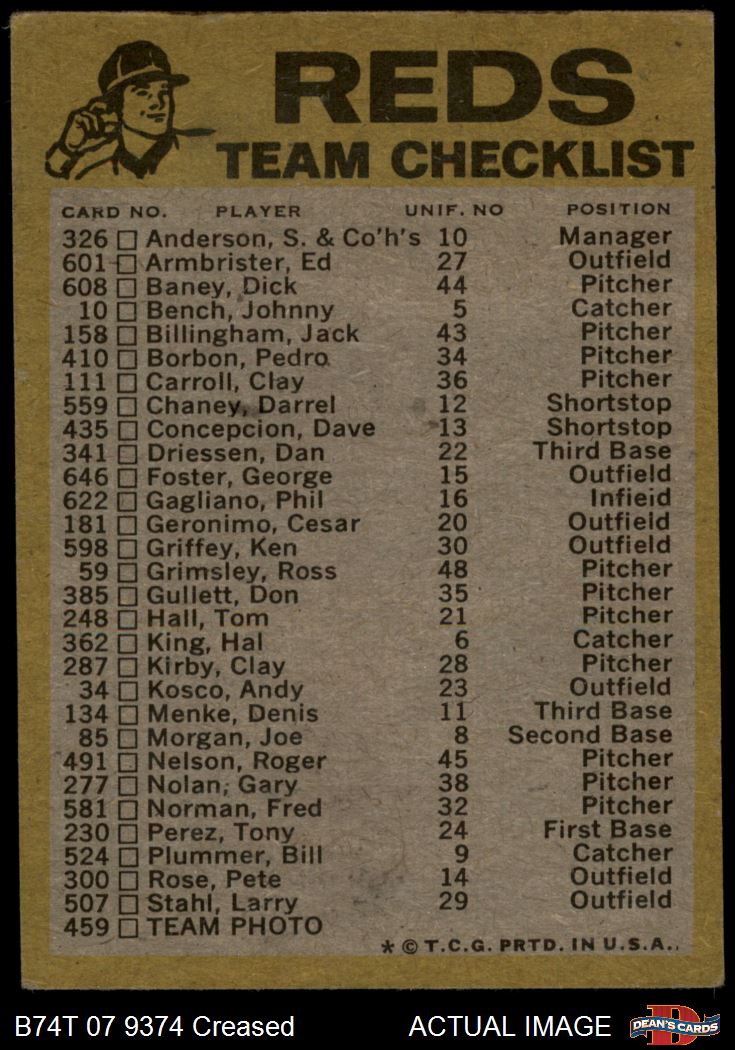 REDS
TEAM CHECKLIST
CARD NO. PLAYER UNIF. NO POSITION
326 Anderson, S. & Co'h's 10 Manager
601 Armbrister, Ed 27 Outfield
608 Baney, Dick 44 Pitcher
10 Bench, Johnny 5 Catcher
158 Billingham, Jack 43 Pitcher
410 Borbon, Pedro 34 Pitcher
111 Carroll, Clay 36 Pitcher
559 Chaney, Darrel 12 Shortstop
435 Concepcion, Dave 13 Shortstop
341 Driessen, Dan 22 Third Base
646 Foster, George 15 Outfield
622 Gagliano, Phil 16 Infieid
181 Geronimo, Cesar 20 Outfield
598 Griffey, Ken 30 Outfield
59 Grimsley, Ross 48 Pitcher
385 Gullett, Don 35 Pitcher
248 Hall, Tom 21 Pitcher
362 King, Hal 6 Catcher
287 Kirby, Clay 28 Pitcher
34 Kosco, Andy 23 Outfield
134 Menke, Denis 11 Third Base
85 Morgan, Joe 8 Second Base
491 Nelson, Roger 45 Pitcher
277 Nolan, Gary 38 Pitcher
581 Norman, Fred 32 Pitcher
230 Perez, Tony 24 First Base
524 Plummer, Bill 9 Catcher
300 Rose, Pete 14 Outfield
507 Stahl, Larry 29 Outfield
459 TEAM PHOTO
* © T.C.G. PRTD. IN U.S.A.
B74T 07 9374 Creased ACTUAL IMAGE DEAN'S CARDS